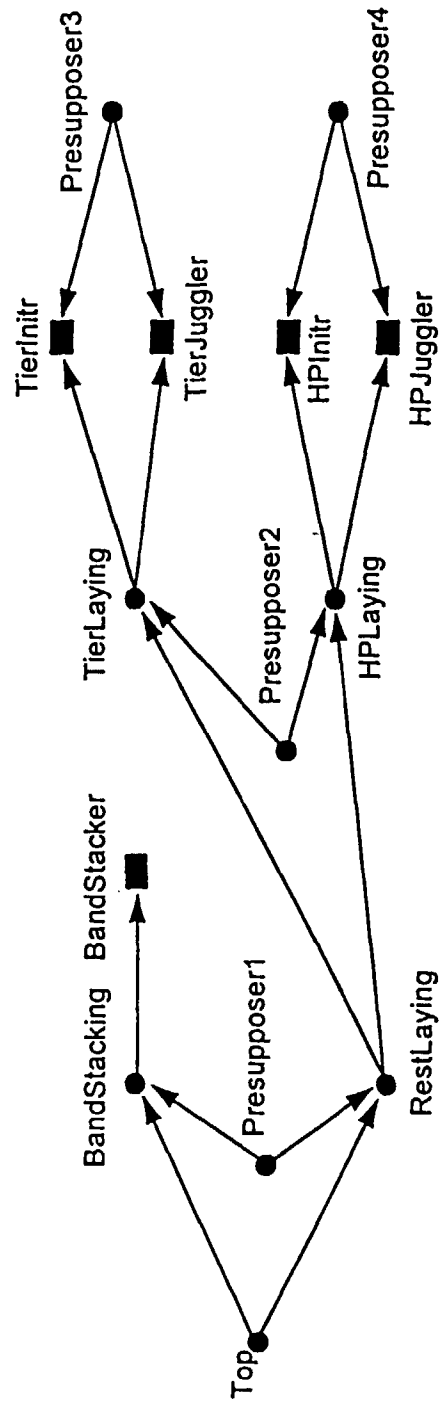 Top
BandStacking
BandStacker
Presupposer1
RestLaying
TierLaying
Presupposer2
HPLaying
TierInitr
TierJuggler
Presupposer3
HPInitr
HPJuggler
Presupposer4